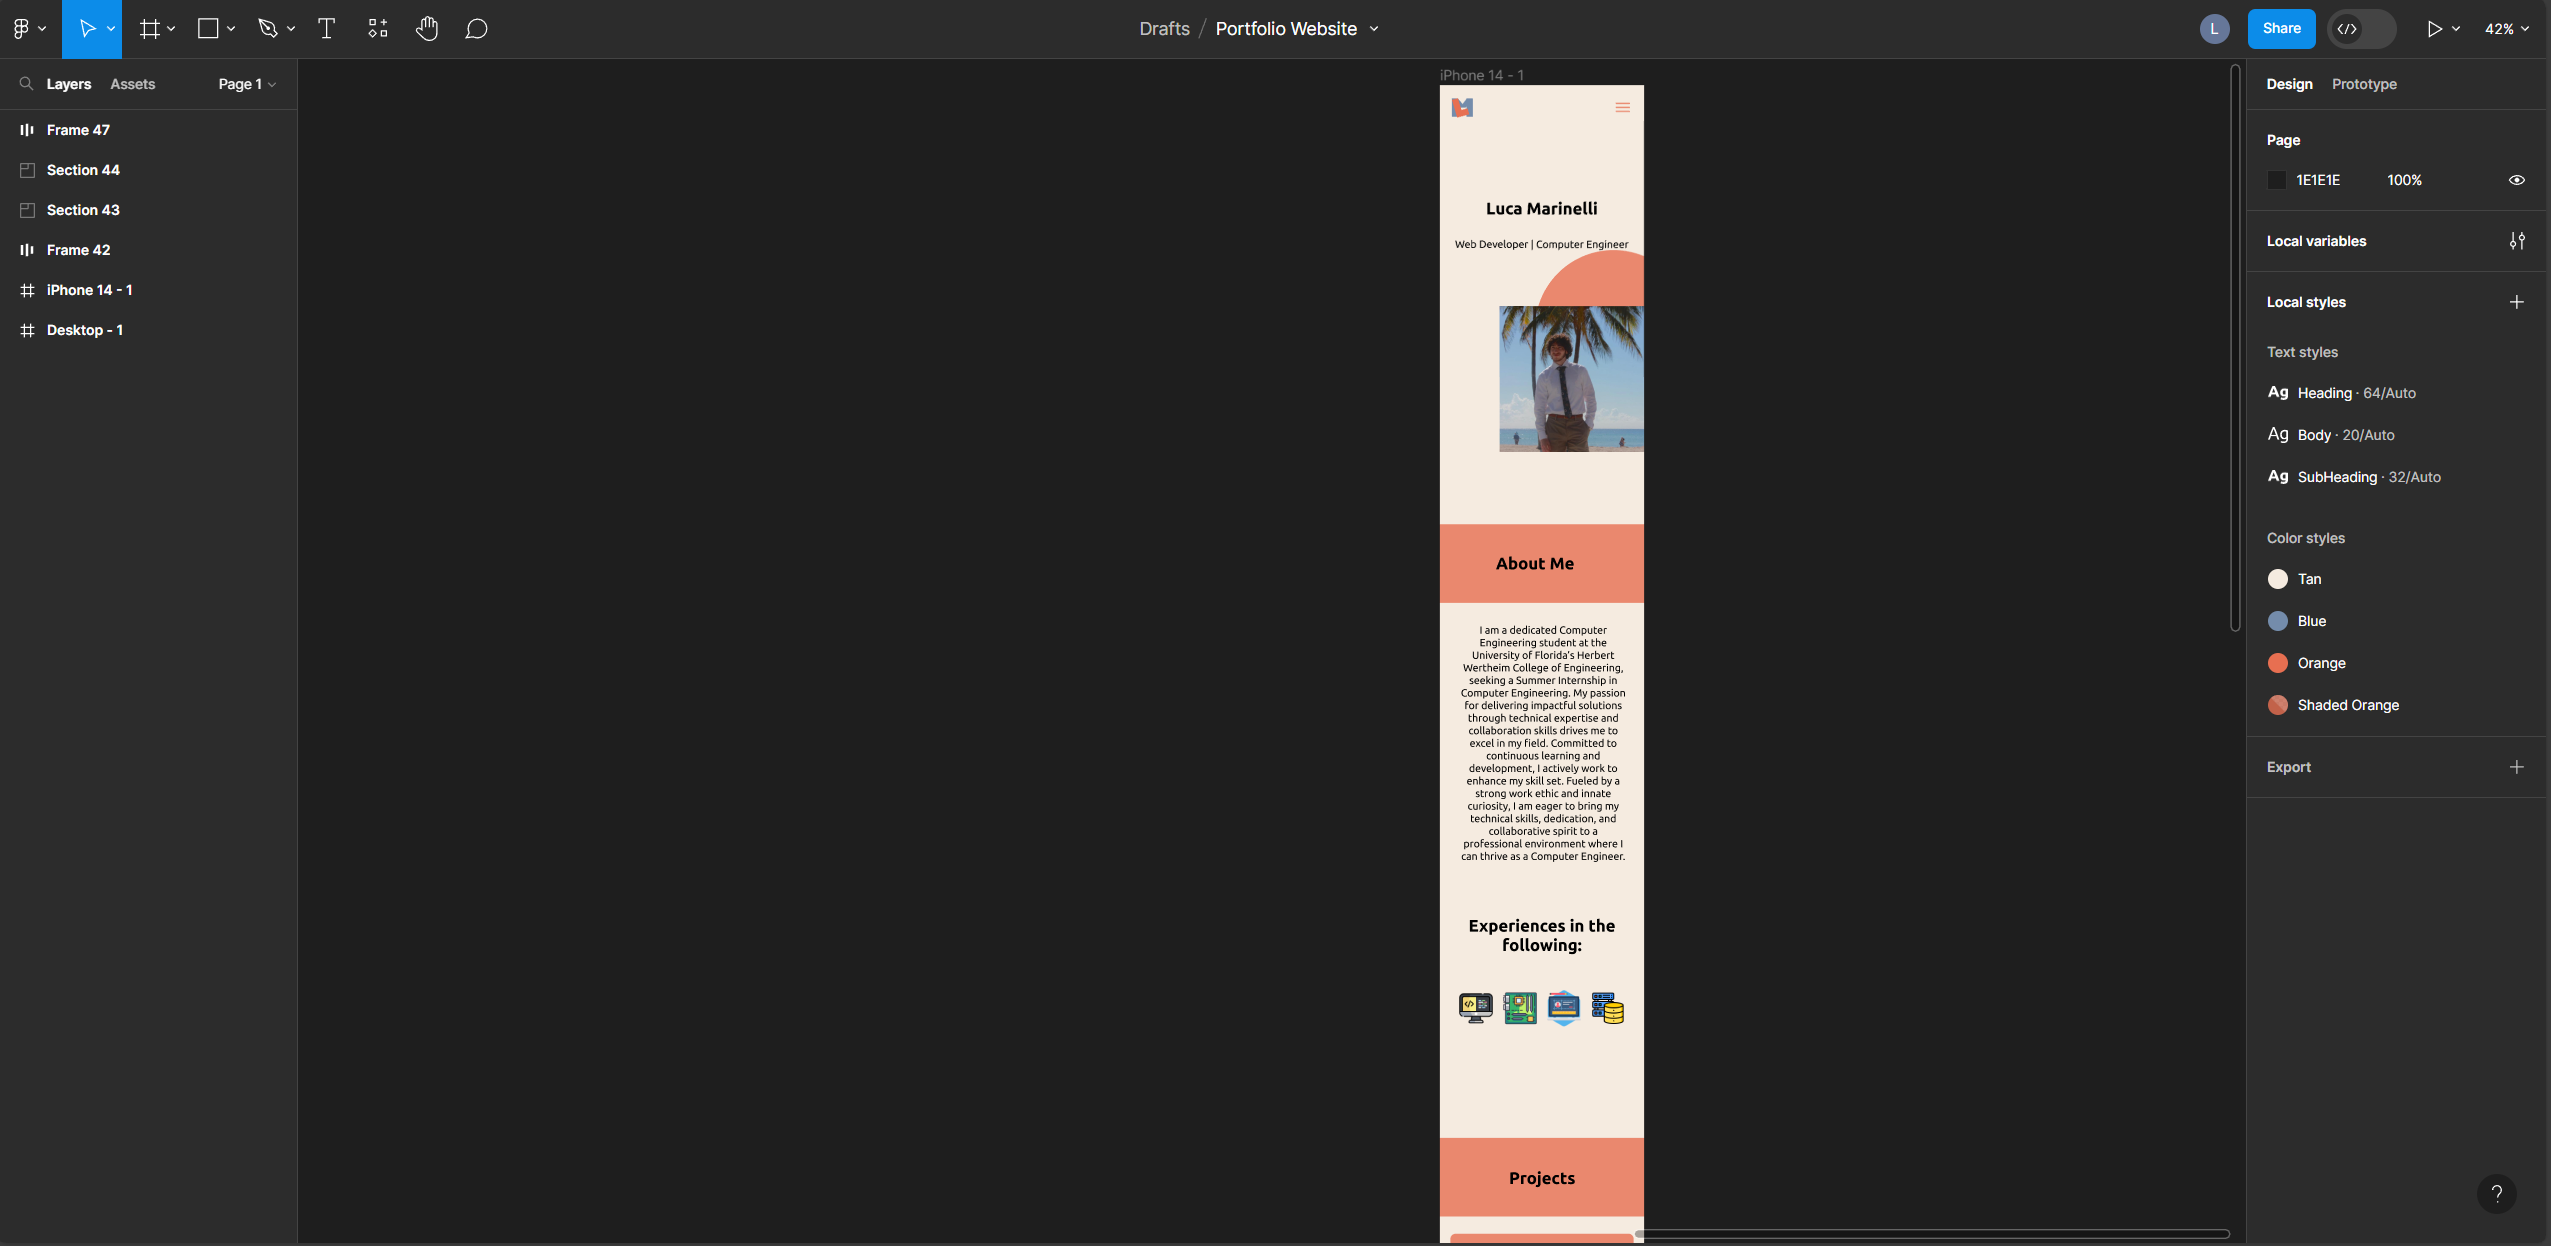 Drafts / Portfolio Website
L
Share
42%
Layers
Assets
Page 1
Frame 47
Section 44
Section 43
Frame 42
iPhone 14 - 1
Desktop - 1
iPhone 14 - 1
Luca Marinelli
Web Developer | Computer Engineer
About Me
I am a dedicated Computer
Engineering student at the
University of Florida's Herbert
Wertheim College of Engineering,
seeking a Summer Internship in
Computer Engineering. My passion
for delivering impactful solutions
through technical expertise and
collaboration skills drives me to
excel in my field. Committed to
continuous learning and
development, I actively work to
enhance my skill set. Fueled by a
strong work ethic and innate
curiosity, I am eager to bring my
technical skills, dedication, and
collaborative spirit to a
professional environment where I
can thrive as a Computer Engineer.
Experiences in the
following:
Projects
Design
Prototype
Page
1E1E1E
100%
Local variables
Local styles
Text styles
Ag Heading · 64/Auto
Ag Body · 20/Auto
Ag SubHeading · 32/Auto
Color styles
Tan
Blue
Orange
Shaded Orange
Export
?